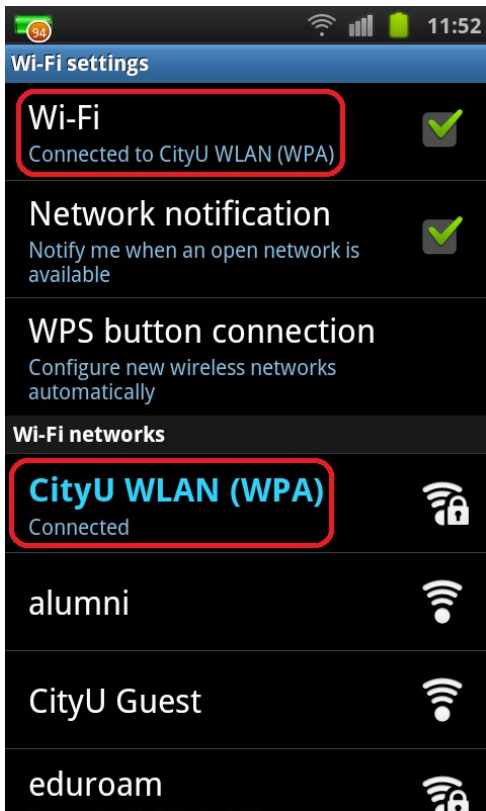 94
11:52
Wi-Fi settings
Wi-Fi
Connected to CityU WLAN (WPA)
Network notification
Notify me when an open network is
available
WPS button connection
Configure new wireless networks
automatically
Wi-Fi networks
CityU WLAN (WPA)
Connected
alumni
CityU Guest
eduroam